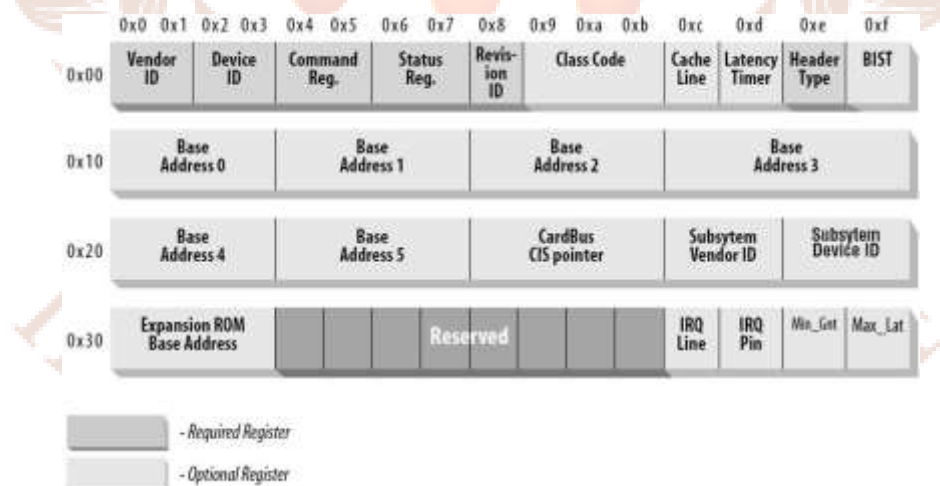 0x0 0x1 0x2 0x3 0x4 0x5 0x6 0x7 0x8 0x9 0xa 0xb 0xc 0xd 0xe 0xf
0x00
Vendor
ID
Device
ID
Command
Reg.
Status
Reg.
Revis-
ion
ID
Class Code
Cache
Line
Latency
Timer
Header
Type
BIST
0x10
Base
Address 0
Base
Address 1
Base
Address 2
Base
Address 3
0x20
Base
Address 4
Base
Address 5
CardBus
CIS pointer
Subsytem
Vendor ID
Subsytem
Device ID
0x30
Expansion ROM
Base Address
Reserved
IRQ
Line
IRQ
Pin
Min_Gnt
Max_Lat
- Required Register
- Optional Register